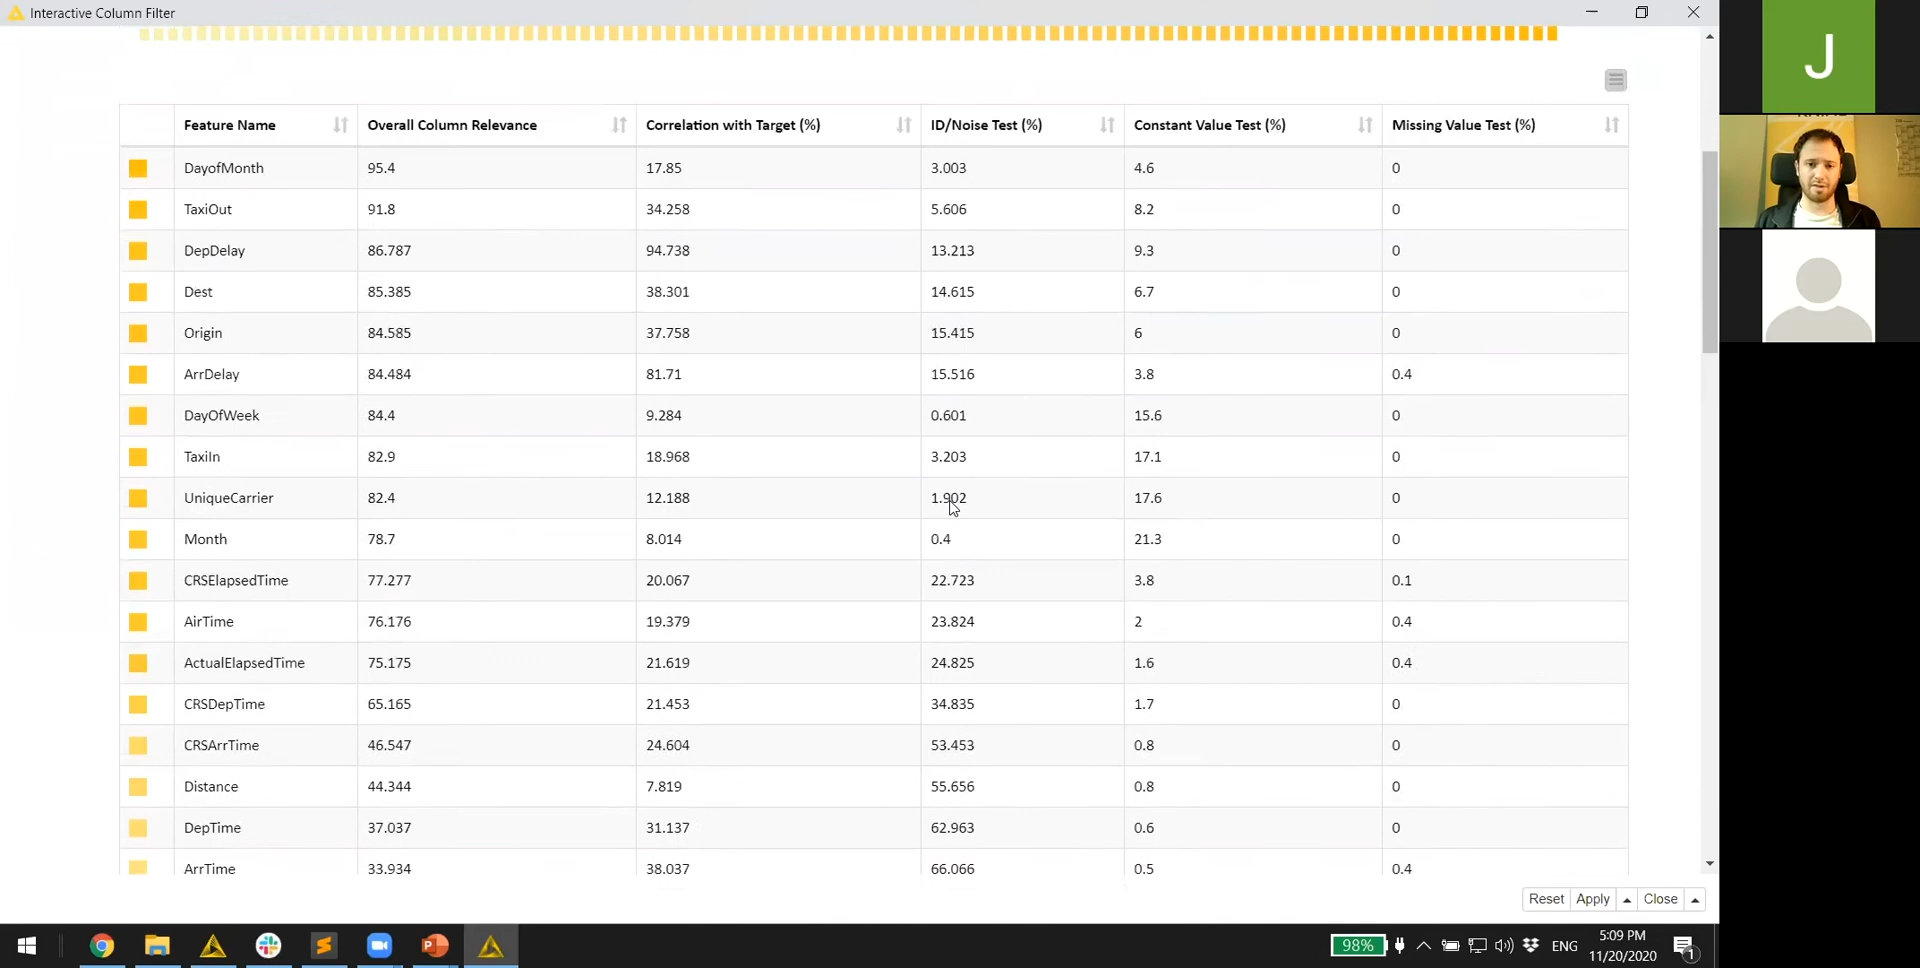 Interactive Column Filter
J
Feature Name Overall Column Relevance Correlation with Target (%) ID/Noise Test (%) Constant Value Test (%) Missing Value Test (%)
DayofMonth 95.4 17.85 3.003 4.6 0
TaxiOut 91.8 34.258 5.606 8.2 0
DepDelay 86.787 94.738 13.213 9.3 0
Dest 85.385 38.301 14.615 6.7 0
Origin 84.585 37.758 15.415 6 0
ArrDelay 84.484 81.71 15.516 3.8 0.4
DayOfWeek 84.4 9.284 0.601 15.6 0
TaxiIn 82.9 18.968 3.203 17.1 0
UniqueCarrier 82.4 12.188 1.902 17.6 0
Month 78.7 8.014 0.4 21.3 0
CRSElapsedTime 77.277 20.067 22.723 3.8 0.1
AirTime 76.176 19.379 23.824 2 0.4
ActualElapsedTime 75.175 21.619 24.825 1.6 0.4
CRSDepTime 65.165 21.453 34.835 1.7 0
CRSArrTime 46.547 24.604 53.453 0.8 0
Distance 44.344 7.819 55.656 0.8 0
DepTime 37.037 31.137 62.963 0.6 0
ArrTime 33.934 38.037 66.066 0.5 0.4
Reset Apply Close
98% ENG 5:09 PM
11/20/2020 1